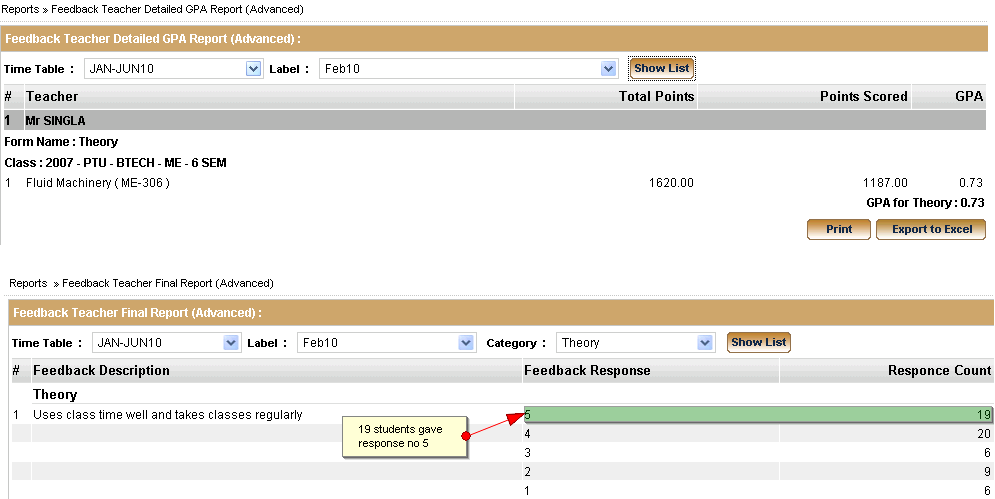 Reports » Feedback Teacher Detailed GPA Report (Advanced)
Feedback Teacher Detailed GPA Report (Advanced) :
Time Table : JAN-JUN10 Label : Feb10 Show List
# Teacher Total Points Points Scored GPA
1 Mr SINGLA
Form Name : Theory
Class : 2007 - PTU - BTECH - ME - 6 SEM
1 Fluid Machinery ( ME-306 ) 1620.00 1187.00 0.73
GPA for Theory : 0.73
Print Export to Excel
Reports » Feedback Teacher Final Report (Advanced)
Feedback Teacher Final Report (Advanced) :
Time Table : JAN-JUN10 Label : Feb10 Category : Theory Show List
# Feedback Description Feedback Response Responce Count
Theory
1 Uses class time well and takes classes regularly 5 19
19 students gave
response no 5
4 20
3 6
2 9
1 6